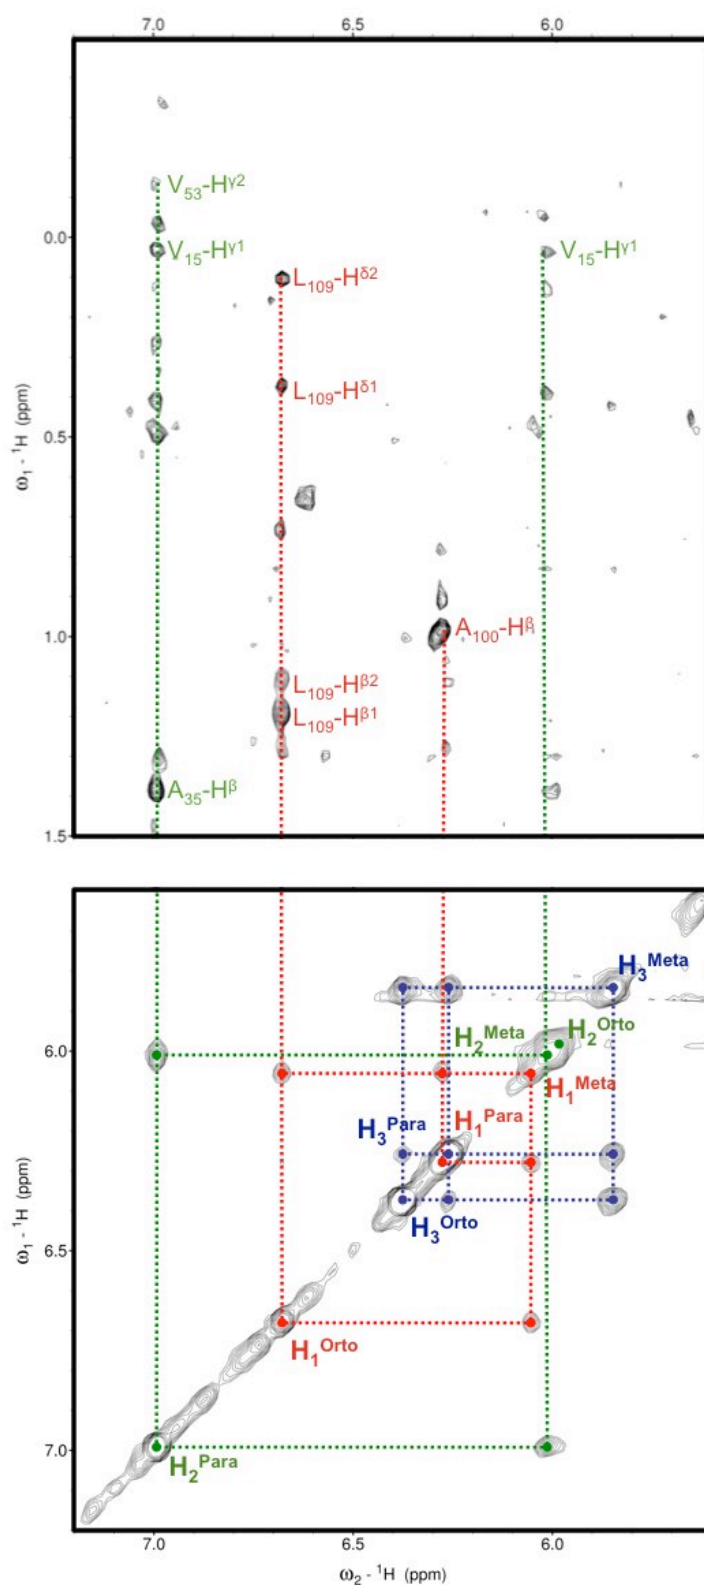 7.0 6.5 6.0
V₅₃-Hᵞ²
0.0
V₁₅-Hᵞ¹ V₁₅-Hᵞ¹
L₁₀₉-Hᵟ²
L₁₀₉-Hᵟ¹
0.5
ω₁ - ¹H (ppm)
1.0
A₁₀₀-Hᵝ
L₁₀₉-Hᵝ²
L₁₀₉-Hᵝ¹
A₃₅-Hᵝ
1.5
H₃ᴹᵉᵗᵃ
H₂ᴹᵉᵗᵃ H₂ᴼʳᵗᵒ
6.0
H₁ᴹᵉᵗᵃ
H₃ᴾᵃʳᵃ H₁ᴾᵃʳᵃ
H₃ᴼʳᵗᵒ
6.5
ω₁ - ¹H (ppm)
H₁ᴼʳᵗᵒ
7.0
H₂ᴾᵃʳᵃ
7.0 6.5 6.0
ω₂ - ¹H (ppm)